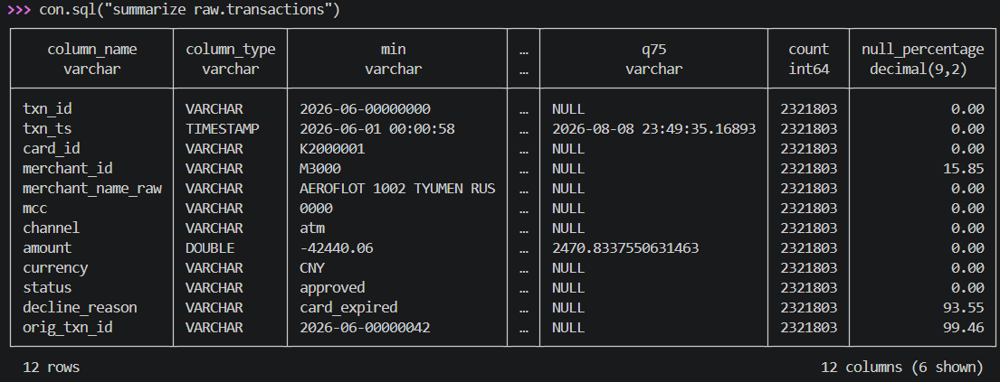 >>> con.sql("summarize raw.transactions")
column_name column_type min … q75 count null_percentage
varchar varchar varchar … varchar int64 decimal(9,2)
txn_id VARCHAR 2026-06-00000000 … NULL 2321803 0.00
txn_ts TIMESTAMP 2026-06-01 00:00:58 … 2026-08-08 23:49:35.16893 2321803 0.00
card_id VARCHAR K2000001 … NULL 2321803 0.00
merchant_id VARCHAR M3000 … NULL 2321803 15.85
merchant_name_raw VARCHAR AEROFLOT 1002 TYUMEN RUS … NULL 2321803 0.00
mcc VARCHAR 0000 … NULL 2321803 0.00
channel VARCHAR atm … NULL 2321803 0.00
amount DOUBLE -42440.06 … 2470.8337550631463 2321803 0.00
currency VARCHAR CNY … NULL 2321803 0.00
status VARCHAR approved … NULL 2321803 0.00
decline_reason VARCHAR card_expired … NULL 2321803 93.55
orig_txn_id VARCHAR 2026-06-00000042 … NULL 2321803 99.46
12 rows 12 columns (6 shown)